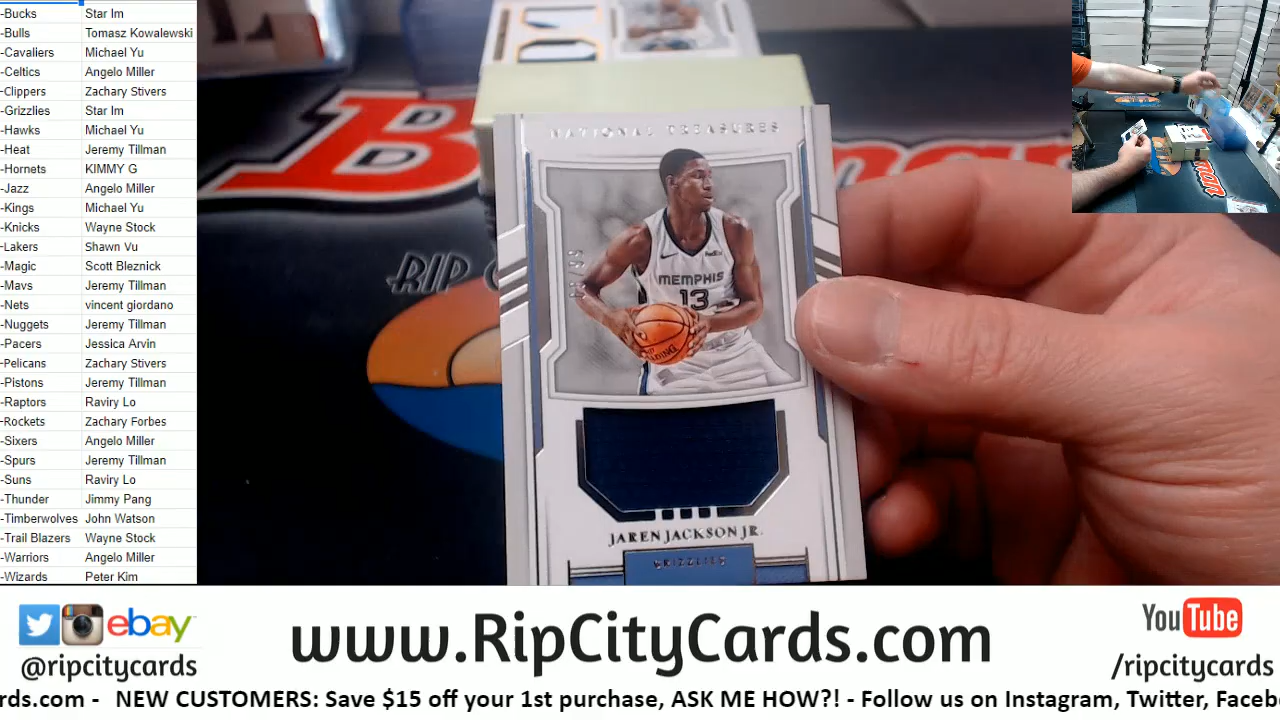 -Bucks Star Im
-Bulls Tomasz Kowalewski
-Cavaliers Michael Yu
-Celtics Angelo Miller
-Clippers Zachary Stivers
-Grizzlies Star Im
-Hawks Michael Yu
-Heat Jeremy Tillman
-Hornets KIMMY G
-Jazz Angelo Miller
-Kings Michael Yu
-Knicks Wayne Stock
-Lakers Shawn Vu
-Magic Scott Bleznick
-Mavs Jeremy Tillman
-Nets vincent giordano
-Nuggets Jeremy Tillman
-Pacers Jessica Arvin
-Pelicans Zachary Stivers
-Pistons Jeremy Tillman
-Raptors Raviry Lo
-Rockets Zachary Forbes
-Sixers Angelo Miller
-Spurs Jeremy Tillman
-Suns Raviry Lo
-Thunder Jimmy Pang
-Timberwolves John Watson
-Trail Blazers Wayne Stock
-Warriors Angelo Miller
-Wizards Peter Kim
NATIONAL TREASURES
FedEx
MEMPHIS
13
SPALDING
JAREN JACKSON JR.
GRIZZLIES
RIP
man
ebay
@ripcitycards
www.RipCityCards.com
YouTube
/ripcitycards
rds.com - NEW CUSTOMERS: Save $15 off your 1st purchase, ASK ME HOW?! - Follow us on Instagram, Twitter, Faceb